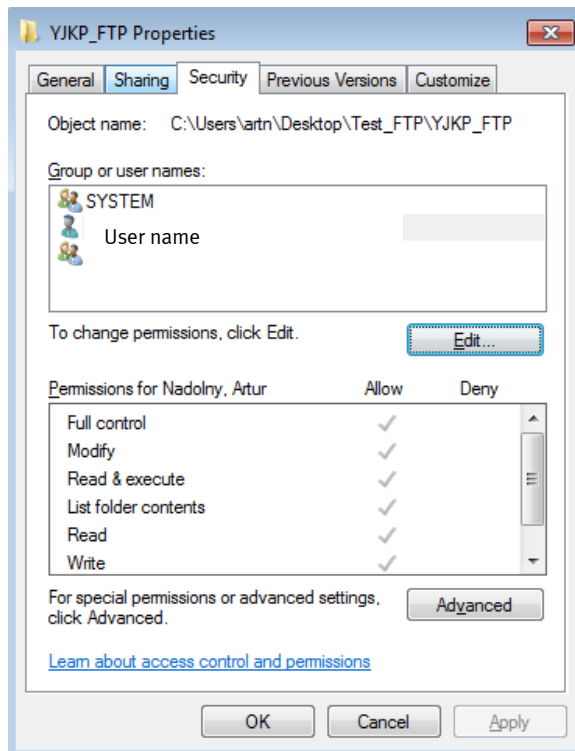 YJKP_FTP Properties
General Sharing Security Previous Versions Customize
Object name: C:\Users\artn\Desktop\Test_FTP\YJKP_FTP
Group or user names:
SYSTEM
User name
To change permissions, click Edit.
Edit...
Permissions for Nadolny, Artur Allow Deny
Full control
Modify
Read & execute
List folder contents
Read
Write
For special permissions or advanced settings,
click Advanced.
Advanced
Learn about access control and permissions
OK Cancel Apply